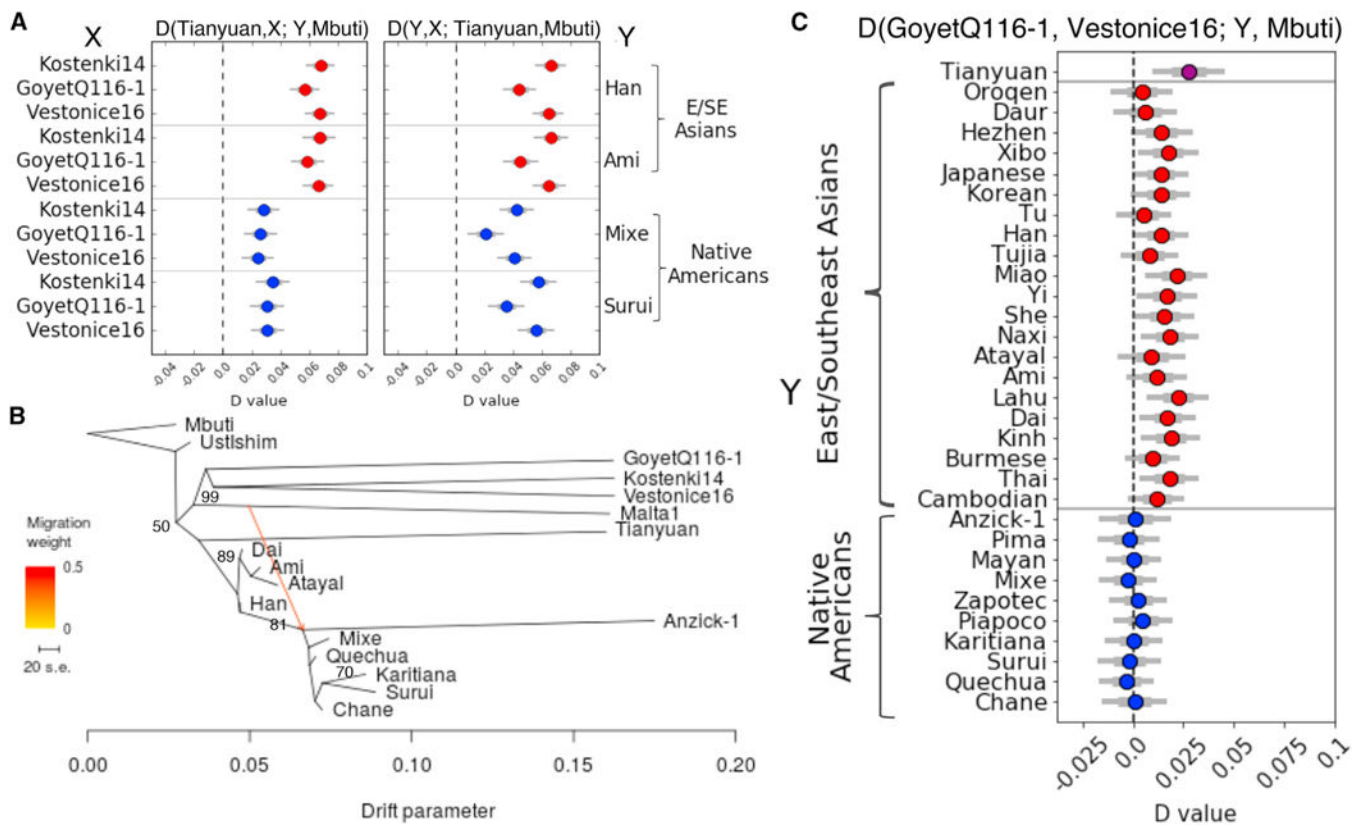 A
X
D(Tianyuan,X; Y,Mbuti)
D(Y,X; Tianyuan,Mbuti)
Y
Kostenki14
GoyetQ116-1
Vestonice16
Kostenki14
GoyetQ116-1
Vestonice16
Kostenki14
GoyetQ116-1
Vestonice16
Kostenki14
GoyetQ116-1
Vestonice16
Han
Ami
Mixe
Surui
E/SE
Asians
Native
Americans
-0.04 -0.02 0.0 0.02 0.04 0.06 0.08 0.1
-0.04 -0.02 0.0 0.02 0.04 0.06 0.08 0.1
D value
D value
B
Mbuti
UstIshim
GoyetQ116-1
Kostenki14
Vestonice16
Malta1
Tianyuan
Dai
Ami
Atayal
Han
Anzick-1
Mixe
Quechua
Karitiana
Surui
Chane
99
50
89
81
70
Migration
weight
0.5
0
20 s.e.
0.00 0.05 0.10 0.15 0.20
Drift parameter
C
D(GoyetQ116-1, Vestonice16; Y, Mbuti)
Y
East/Southeast Asians
Native
Americans
Tianyuan
Oroqen
Daur
Hezhen
Xibo
Japanese
Korean
Tu
Han
Tujia
Miao
Yi
She
Naxi
Atayal
Ami
Lahu
Dai
Kinh
Burmese
Thai
Cambodian
Anzick-1
Pima
Mayan
Mixe
Zapotec
Piapoco
Karitiana
Surui
Quechua
Chane
-0.025 0.0 0.025 0.05 0.075 0.1
D value